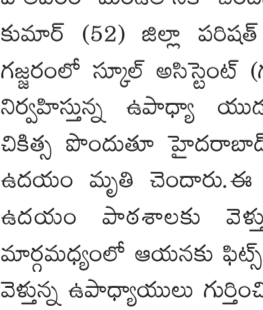 కుమార్ (52) జిల్లా పరిషత్
గజ్జరంలో స్కూల్ అసిస్టెంట్
నిర్వహిస్తున్న ఉపాధ్యా యుడ
చికిత్స పొందుతూ హైదరాబాద్
ఉదయం మృతి చెందారు. ఈ
ఉదయం పాఠశాలకు వెళ్తు
మార్గమధ్యంలో ఆయనకు ఫిట్స్
వెళ్తున్న ఉపాధ్యాయులు గుర్తించి